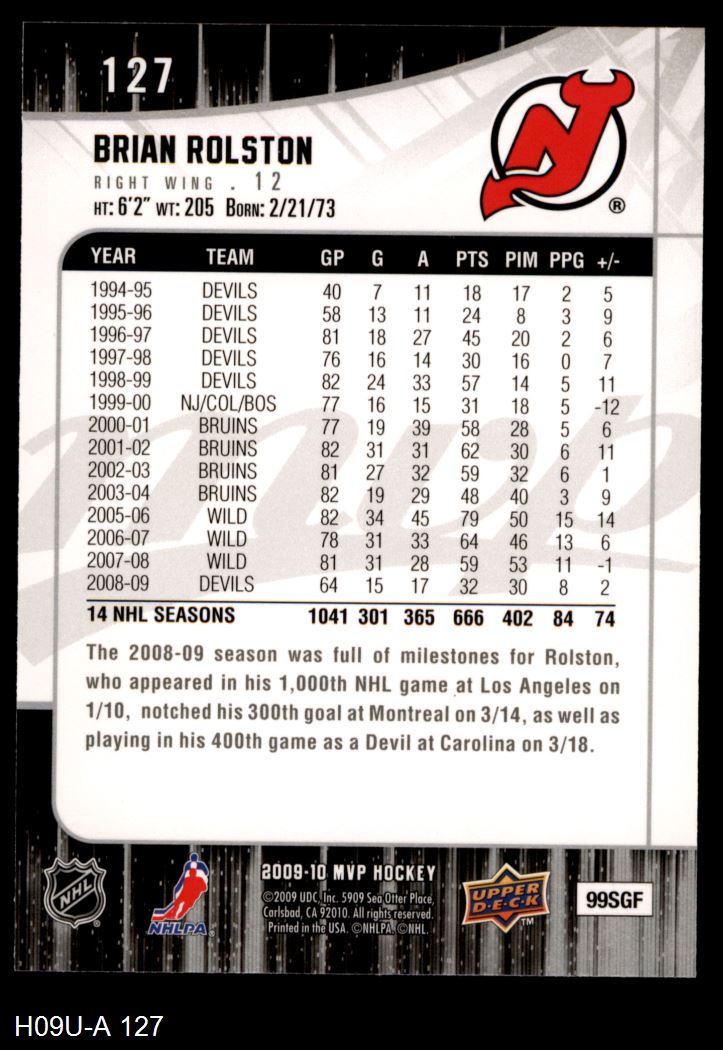 127
BRIAN ROLSTON
RIGHT WING . 12
HT: 6'2" WT: 205 BORN: 2/21/73
®
YEAR TEAM GP G A PTS PIM PPG +/-
1994-95 DEVILS 40 7 11 18 17 2 5
1995-96 DEVILS 58 13 11 24 8 3 9
1996-97 DEVILS 81 18 27 45 20 2 6
1997-98 DEVILS 76 16 14 30 16 0 7
1998-99 DEVILS 82 24 33 57 14 5 11
1999-00 NJ/COL/BOS 77 16 15 31 18 5 -12
2000-01 BRUINS 77 19 39 58 28 5 6
2001-02 BRUINS 82 31 31 62 30 6 11
2002-03 BRUINS 81 27 32 59 32 6 1
2003-04 BRUINS 82 19 29 48 40 3 9
2005-06 WILD 82 34 45 79 50 15 14
2006-07 WILD 78 31 33 64 46 13 6
2007-08 WILD 81 31 28 59 53 11 -1
2008-09 DEVILS 64 15 17 32 30 8 2
14 NHL SEASONS 1041 301 365 666 402 84 74
The 2008-09 season was full of milestones for Rolston,
who appeared in his 1,000th NHL game at Los Angeles on
1/10, notched his 300th goal at Montreal on 3/14, as well as
playing in his 400th game as a Devil at Carolina on 3/18.
NHL ®
NHLPA ®
2009-10 MVP HOCKEY
©2009 UDC, Inc. 5909 Sea Otter Place,
Carlsbad, CA 92010. All rights reserved.
Printed in the USA. ©NHLPA. ©NHL.
UPPER
D·E·C·K
TM
99SGF
H09U-A 127